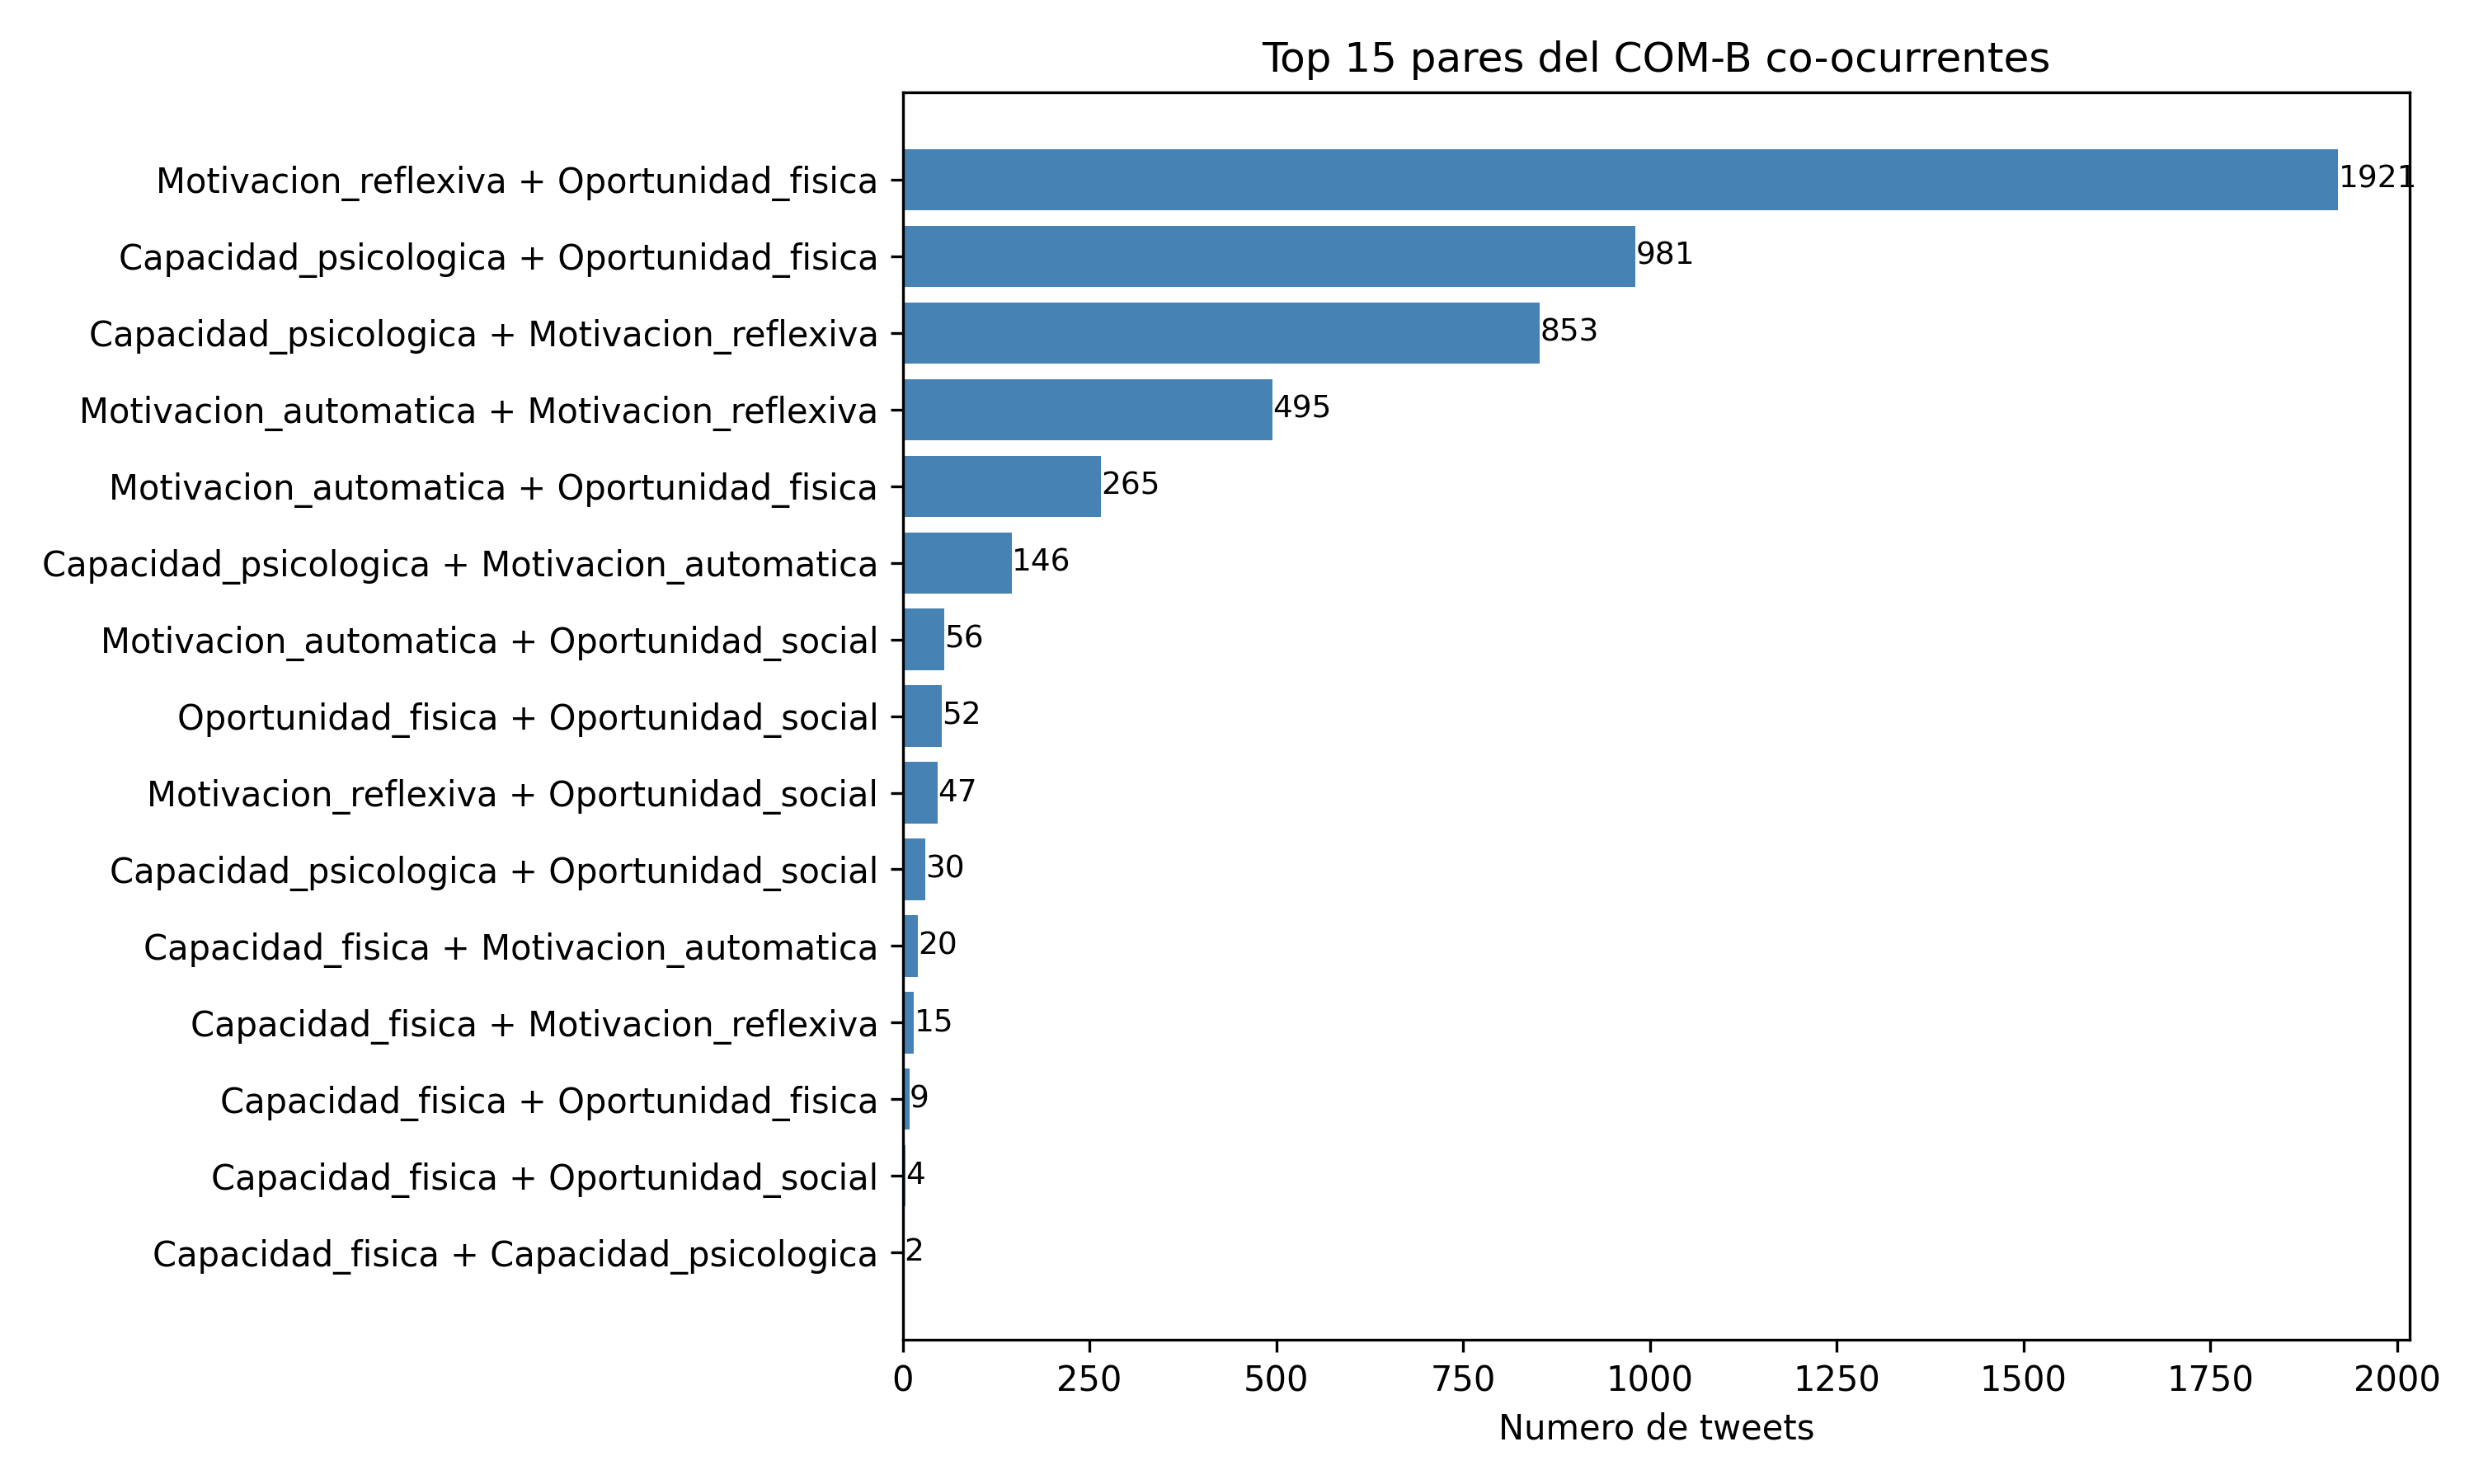 Top 15 pares del COM-B co-ocurrentes
Motivacion_reflexiva + Oportunidad_fisica 1921
Capacidad_psicologica + Oportunidad_fisica 981
Capacidad_psicologica + Motivacion_reflexiva 853
Motivacion_automatica + Motivacion_reflexiva 495
Motivacion_automatica + Oportunidad_fisica 265
Capacidad_psicologica + Motivacion_automatica 146
Motivacion_automatica + Oportunidad_social 56
Oportunidad_fisica + Oportunidad_social 52
Motivacion_reflexiva + Oportunidad_social 47
Capacidad_psicologica + Oportunidad_social 30
Capacidad_fisica + Motivacion_automatica 20
Capacidad_fisica + Motivacion_reflexiva 15
Capacidad_fisica + Oportunidad_fisica 9
Capacidad_fisica + Oportunidad_social 4
Capacidad_fisica + Capacidad_psicologica 2
0 250 500 750 1000 1250 1500 1750 2000
Numero de tweets